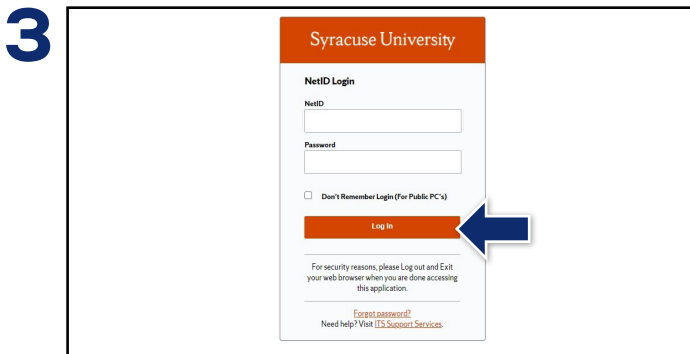 3
Syracuse University
NetID Login
NetID
Password
Don't Remember Login (For Public PC's)
Log In
For security reasons, please Log out and Exit
your web browser when you are done accessing
this application.
Forgot password?
Need help? Visit ITS Support Services.